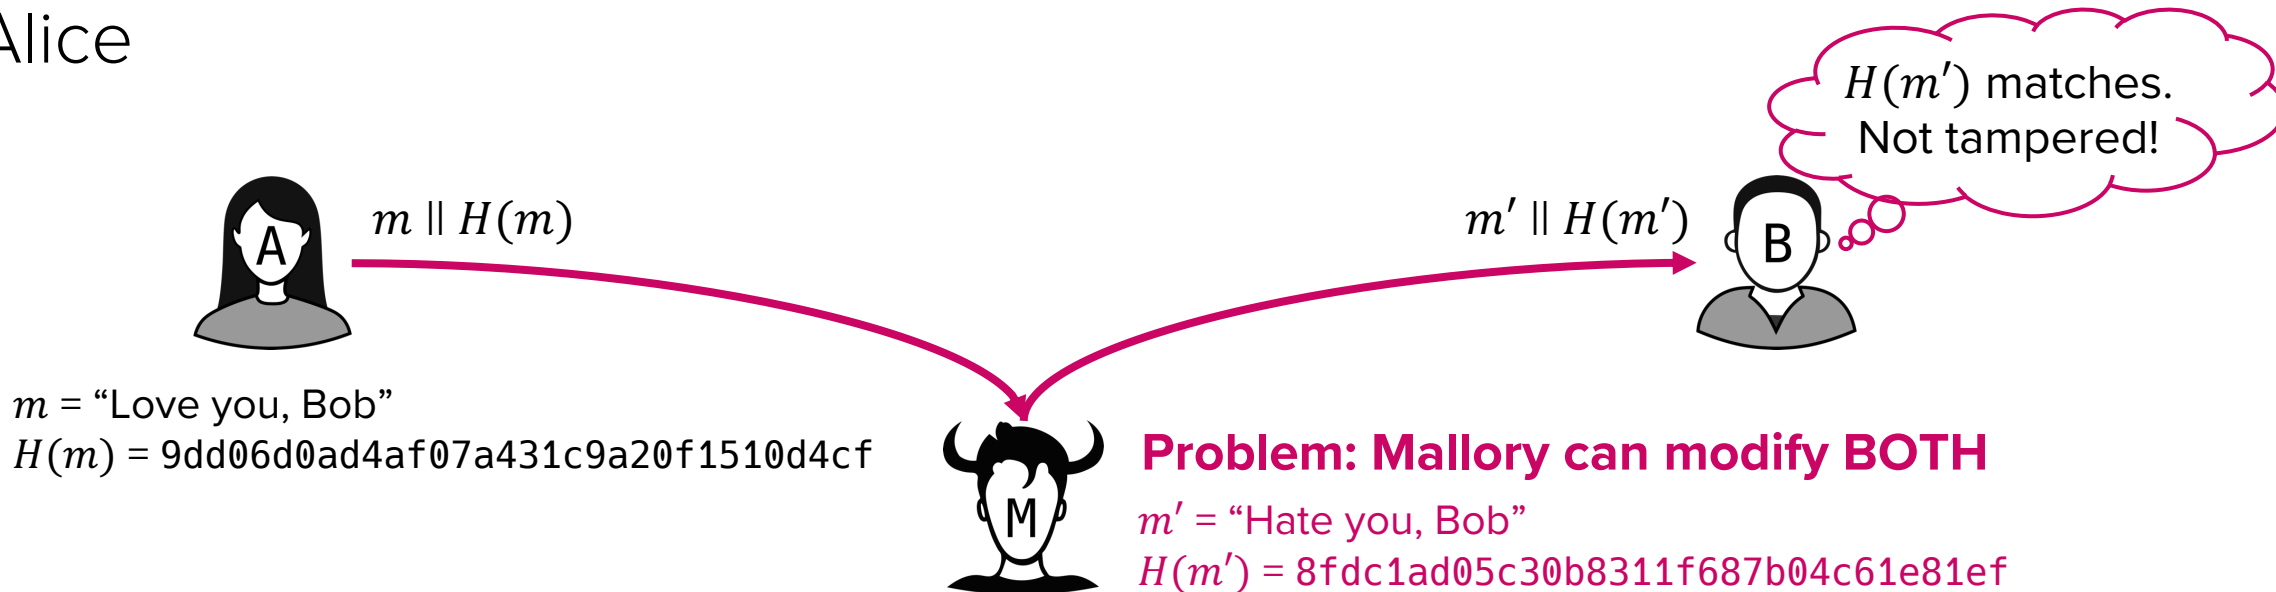 Alice
H(m′) matches.
Not tampered!
A
m || H(m)
m′ || H(m′)
B
m = “Love you, Bob”
H(m) = 9dd06d0ad4af07a431c9a20f1510d4cf
M
Problem: Mallory can modify BOTH
m′ = “Hate you, Bob”
H(m′) = 8fdc1ad05c30b8311f687b04c61e81ef